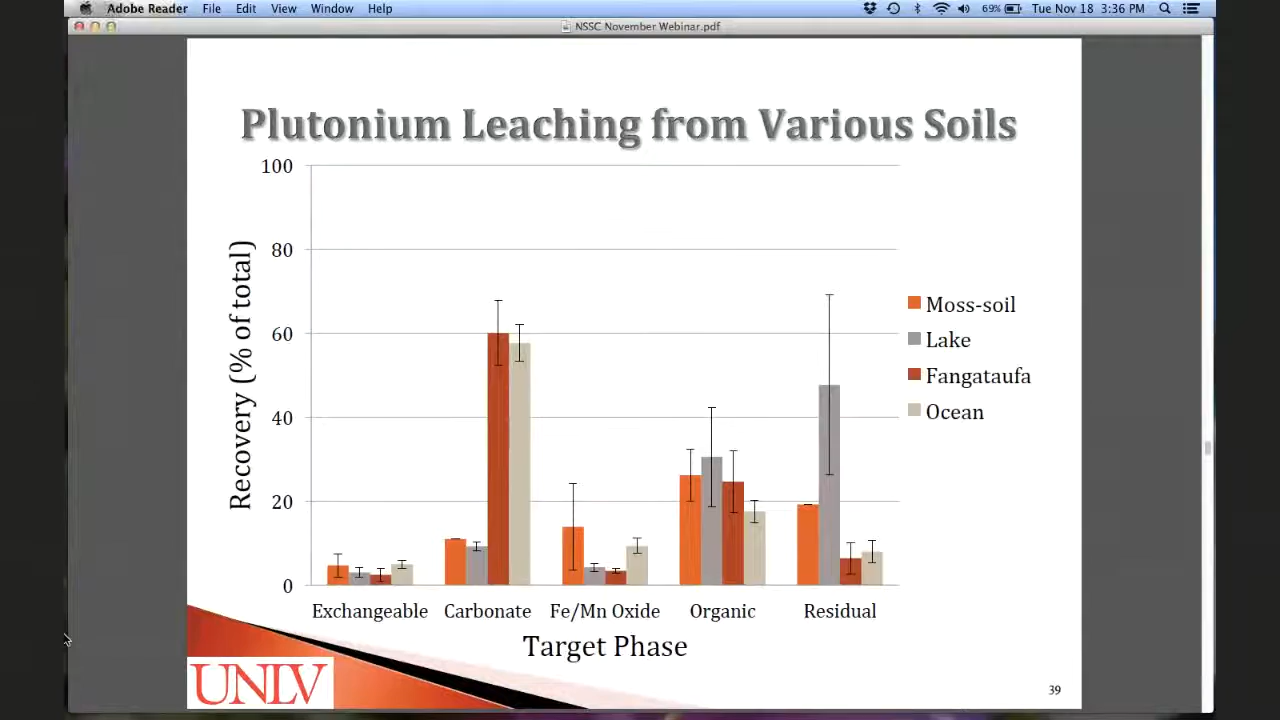 Adobe Reader File Edit View Window Help 69% Tue Nov 18 3:36 PM
NSSC November Webinar.pdf
Plutonium Leaching from Various Soils
Recovery (% of total)
100
80
60
40
20
0
Moss-soil
Lake
Fangataufa
Ocean
Exchangeable Carbonate Fe/Mn Oxide Organic Residual
Target Phase
UNLV
39